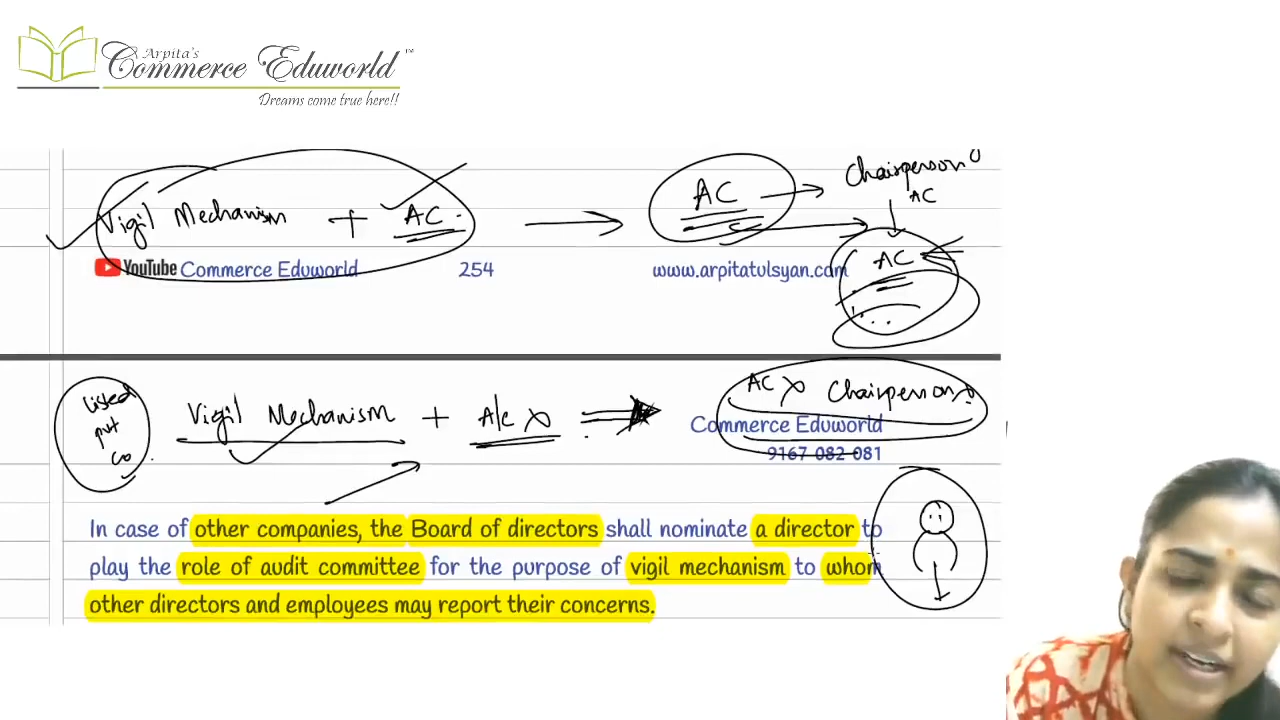 Arpita's
Commerce Eduworld™
Dreams come true here!!
Vigil Mechanism + AC. → AC → Chairperson
AC
AC
YouTube Commerce Eduworld 254 www.arpitatulsyan.com
listed
co.
Vigil Mechanism + A/c x ⇒ AC x Chairperson x
Commerce Eduworld
9167 082 081
In case of other companies, the Board of directors shall nominate a director to
play the role of audit committee for the purpose of vigil mechanism to whom
other directors and employees may report their concerns.